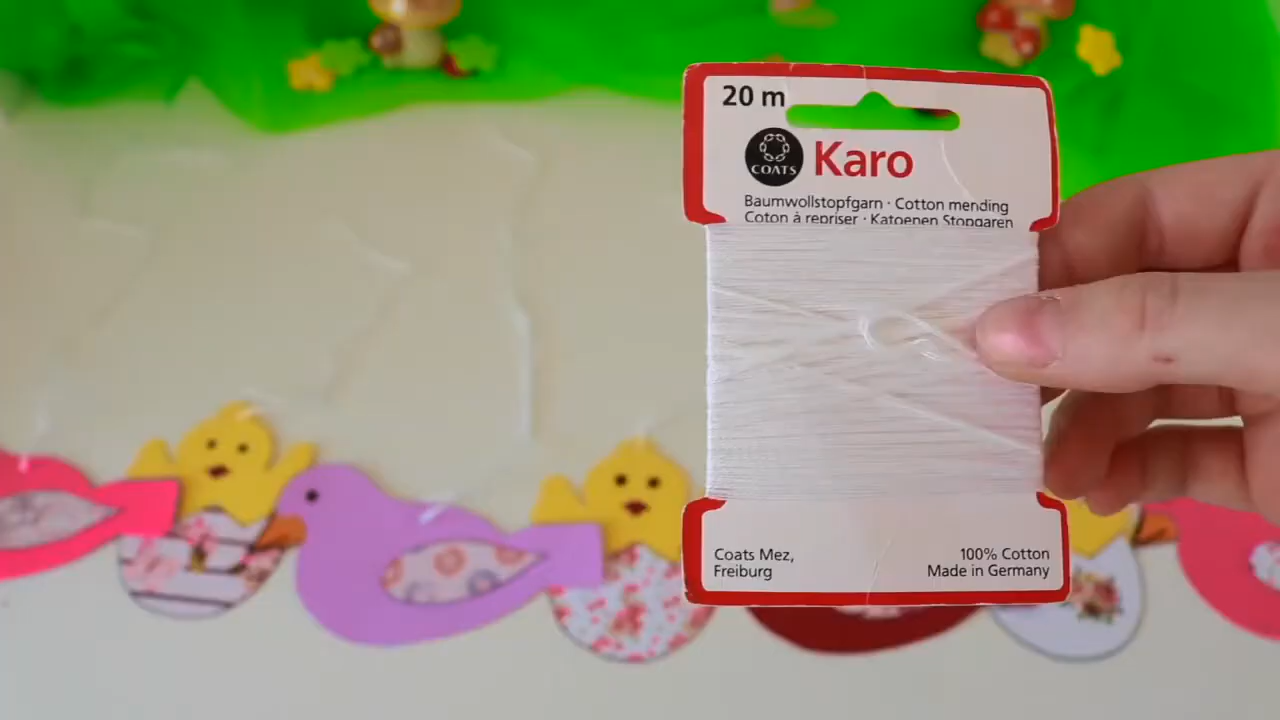 20 m
COATS
Karo
Baumwollstopfgarn · Cotton mending
Coton à repriser · Katoenen Stopgaren
Coats Mez,
Freiburg
100% Cotton
Made in Germany